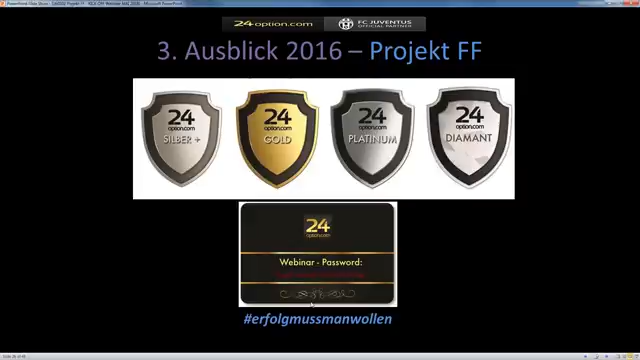 24option.com FC JUVENTUS
OFFICIAL PARTNER
3. Ausblick 2016 – Projekt FF
24 24 24 24
option.com option.com option.com option.com
SILBER + GOLD PLATINUM DIAMANT
24
option.com
Webinar - Password:
#erfolgmussmanwollen